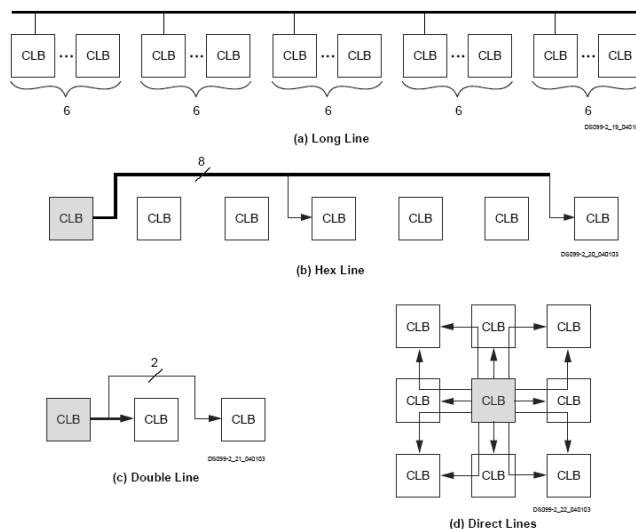 CLB ... CLB CLB ... CLB CLB ... CLB CLB ... CLB CLB ... CLB
6 6 6 6 6
(a) Long Line
8
CLB CLB CLB CLB CLB CLB CLB
(b) Hex Line
DS099-2_20_040103
2
CLB CLB CLB
DS099-2_21_040103
(c) Double Line
CLB CLB CLB
CLB CLB CLB
CLB CLB CLB
DS099-2_22_040103
(d) Direct Lines